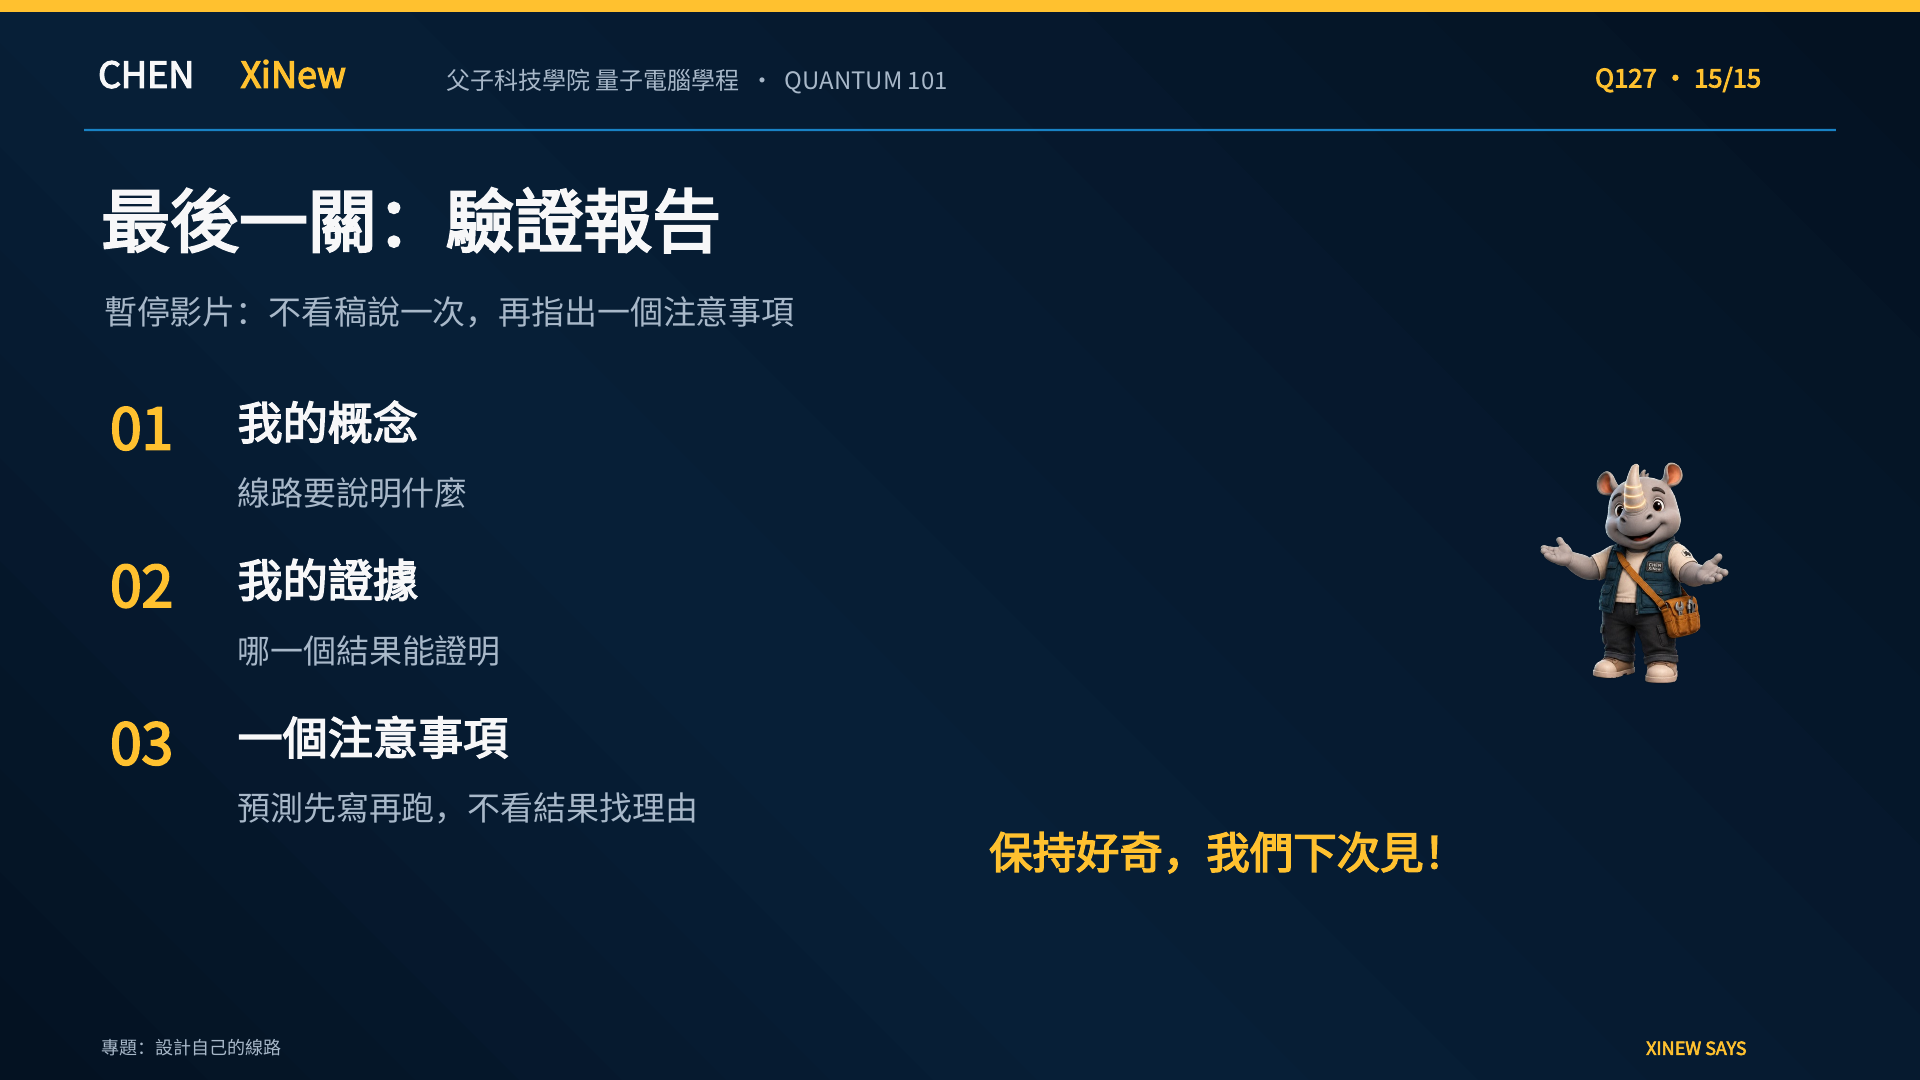 CHEN XiNew 父子科技學院 量子電腦學程 • QUANTUM 101 Q127 • 15/15
最後一關：驗證報告
暫停影片：不看稿說一次，再指出一個注意事項
01 我的概念
線路要說明什麼
02 我的證據
哪一個結果能證明
03 一個注意事項
預測先寫再跑，不看結果找理由
保持好奇，我們下次見！
專題：設計自己的線路 XINEW SAYS